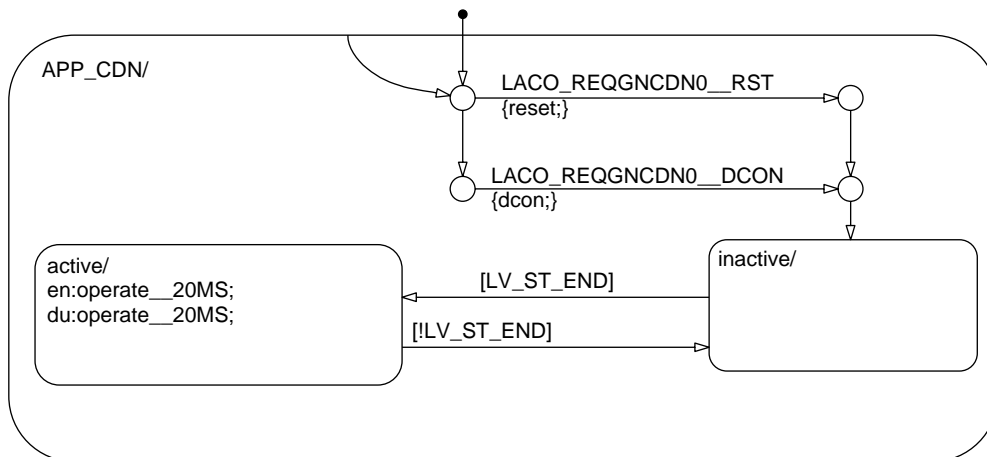 APP_CDN/
LACO_REQGNCDN0__RST
{reset;}
LACO_REQGNCDN0__DCON
{dcon;}
active/
en:operate__20MS;
du:operate__20MS;
[LV_ST_END]
[!LV_ST_END]
inactive/